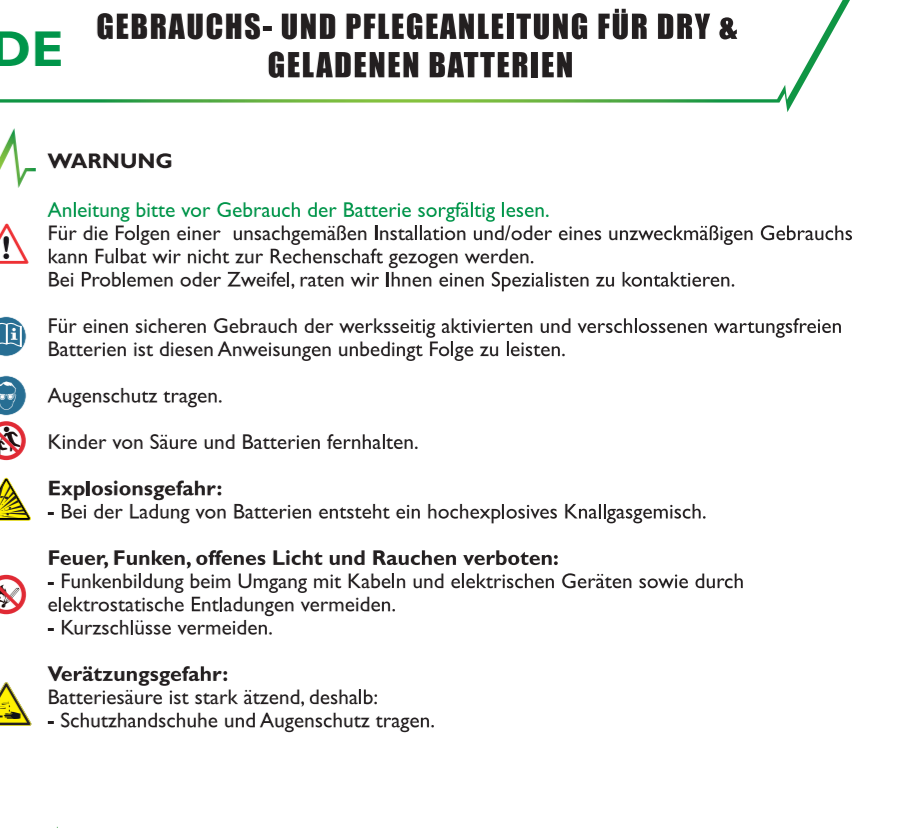 DE
GEBRAUCHS- UND PFLEGEANLEITUNG FÜR DRY &
GELADENEN BATTERIEN
WARNUNG
Anleitung bitte vor Gebrauch der Batterie sorgfältig lesen.
Für die Folgen einer unsachgemäßen Installation und/oder eines unzweckmäßigen Gebrauchs
kann Fulbat wir nicht zur Rechenschaft gezogen werden.
Bei Problemen oder Zweifel, raten wir Ihnen einen Spezialisten zu kontaktieren.
Für einen sicheren Gebrauch der werksseitig aktivierten und verschlossenen wartungsfreien
Batterien ist diesen Anweisungen unbedingt Folge zu leisten.
Augenschutz tragen.
Kinder von Säure und Batterien fernhalten.
Explosionsgefahr:
- Bei der Ladung von Batterien entsteht ein hochexplosives Knallgasgemisch.
Feuer, Funken, offenes Licht und Rauchen verboten:
- Funkenbildung beim Umgang mit Kabeln und elektrischen Geräten sowie durch
elektrostatische Entladungen vermeiden.
- Kurzschlüsse vermeiden.
Verätzungsgefahr:
Batteriesäure ist stark ätzend, deshalb:
- Schutzhandschuhe und Augenschutz tragen.